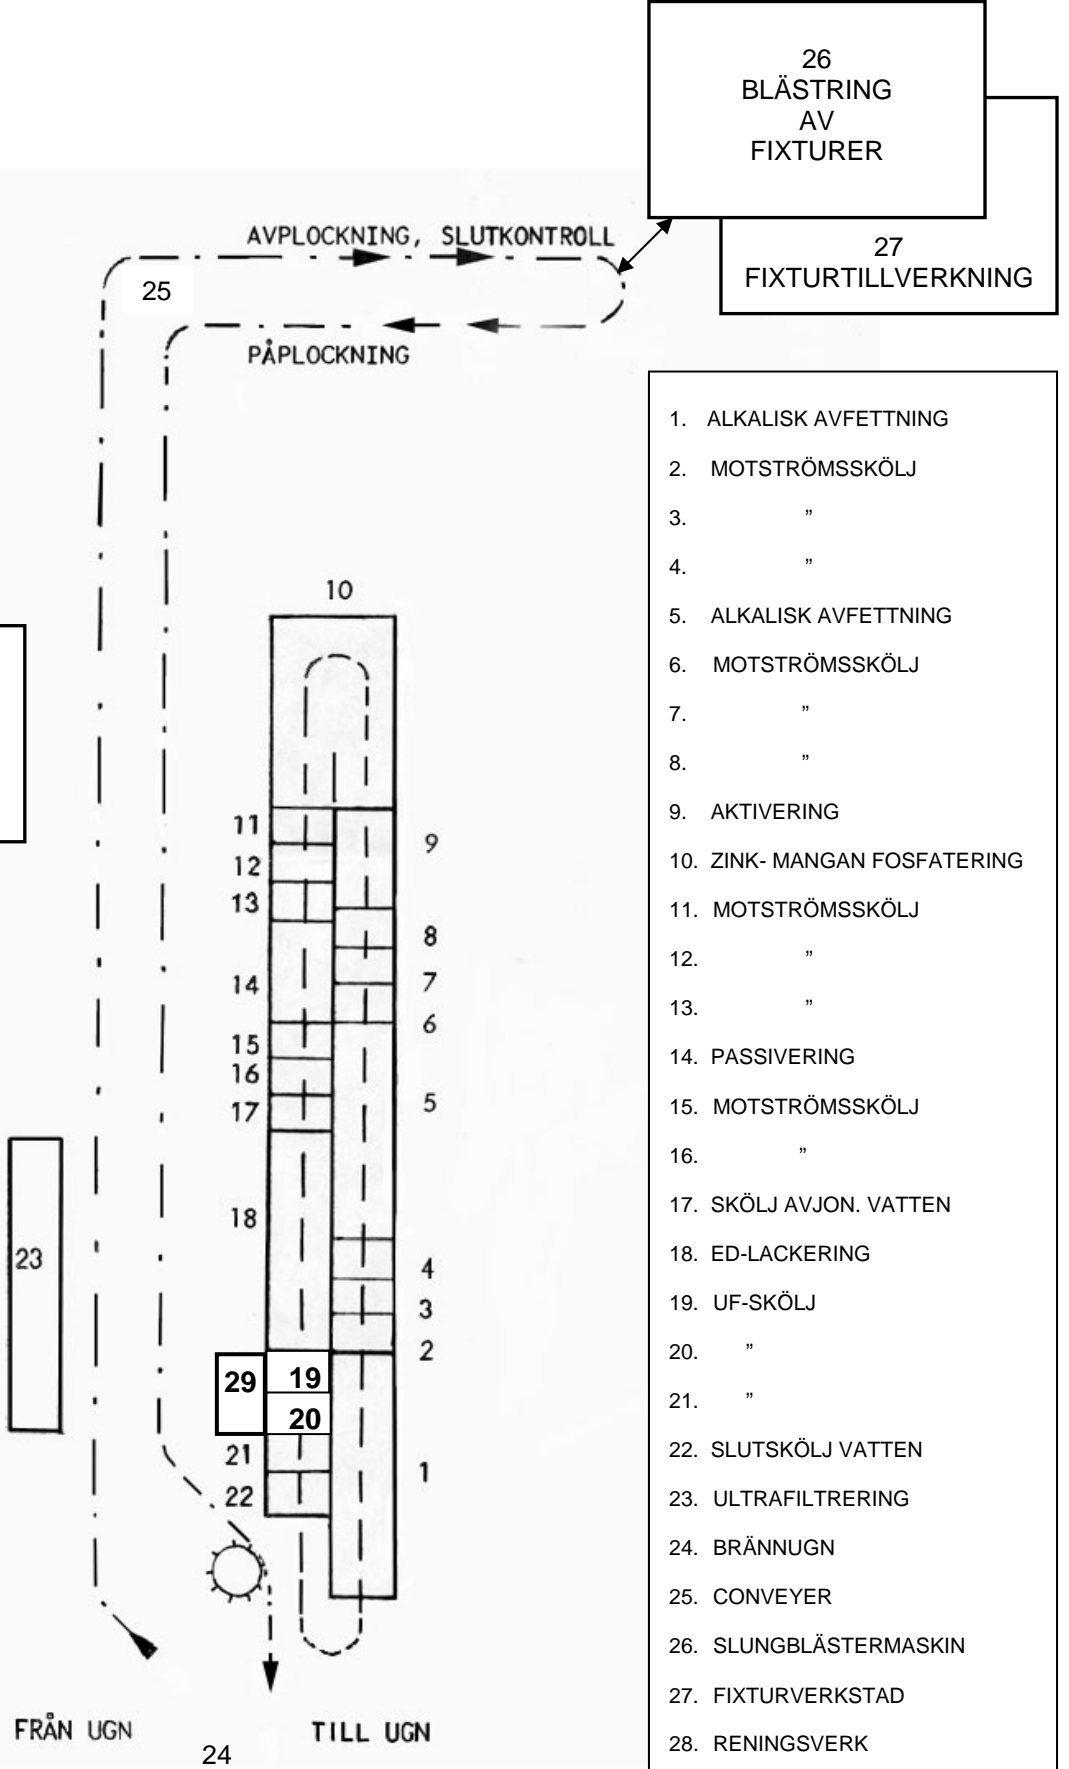 26
BLÄSTRING
AV
FIXTURER
27
FIXTURTILLVERKNING
AVPLOCKNING, SLUTKONTROLL
25
PÅPLOCKNING
10
11
9
12
13
8
14
7
6
15
16
17
5
18
23
4
3
2
29 19
20
21
1
22
FRÅN UGN
TILL UGN
24
1. ALKALISK AVFETTNING
2. MOTSTRÖMSSKÖLJ
3. ”
4. ”
5. ALKALISK AVFETTNING
6. MOTSTRÖMSSKÖLJ
7. ”
8. ”
9. AKTIVERING
10. ZINK- MANGAN FOSFATERING
11. MOTSTRÖMSSKÖLJ
12. ”
13. ”
14. PASSIVERING
15. MOTSTRÖMSSKÖLJ
16. ”
17. SKÖLJ AVJON. VATTEN
18. ED-LACKERING
19. UF-SKÖLJ
20. ”
21. ”
22. SLUTSKÖLJ VATTEN
23. ULTRAFILTRERING
24. BRÄNNUGN
25. CONVEYER
26. SLUNGBLÄSTERMASKIN
27. FIXTURVERKSTAD
28. RENINGSVERK